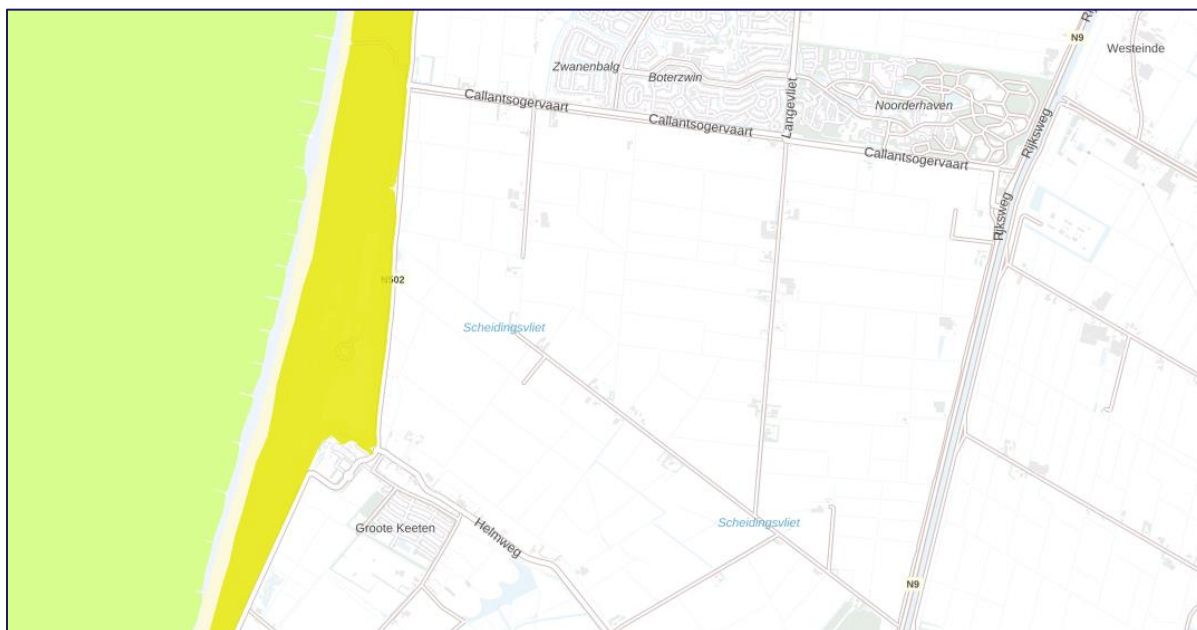 N9
Westeinde
Zwanenbalg
Boterzwin
Langevliet
Callantsogervaart
Noorderhaven
Rijksweg
Callantsogervaart
Callantsogervaart
Rijksweg
N502
Scheidingsvliet
Scheidingsvliet
Groote Keeten
Helmweg
N9